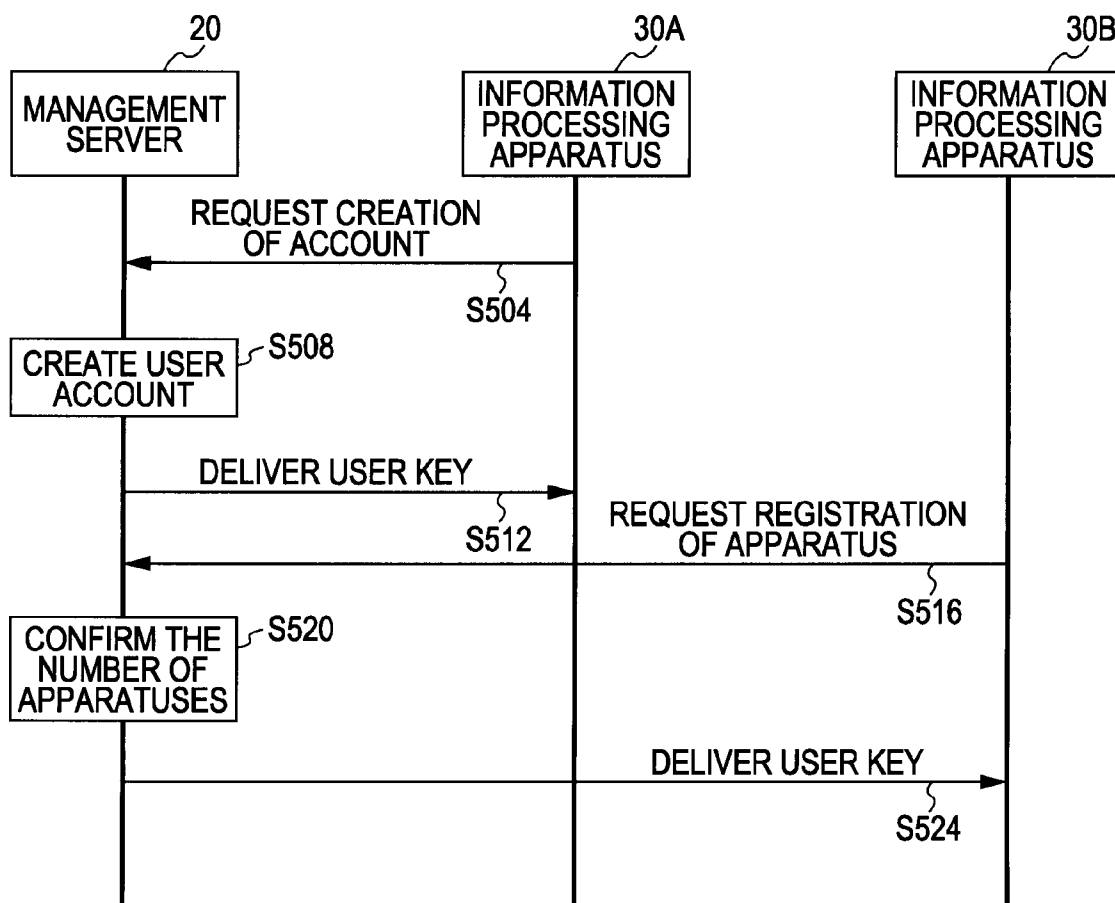 20
30A
30B
MANAGEMENT
SERVER
INFORMATION
PROCESSING
APPARATUS
INFORMATION
PROCESSING
APPARATUS
REQUEST CREATION
OF ACCOUNT
S504
CREATE USER
ACCOUNT
S508
DELIVER USER KEY
S512
REQUEST REGISTRATION
OF APPARATUS
S516
CONFIRM THE
NUMBER OF
APPARATUSES
S520
DELIVER USER KEY
S524